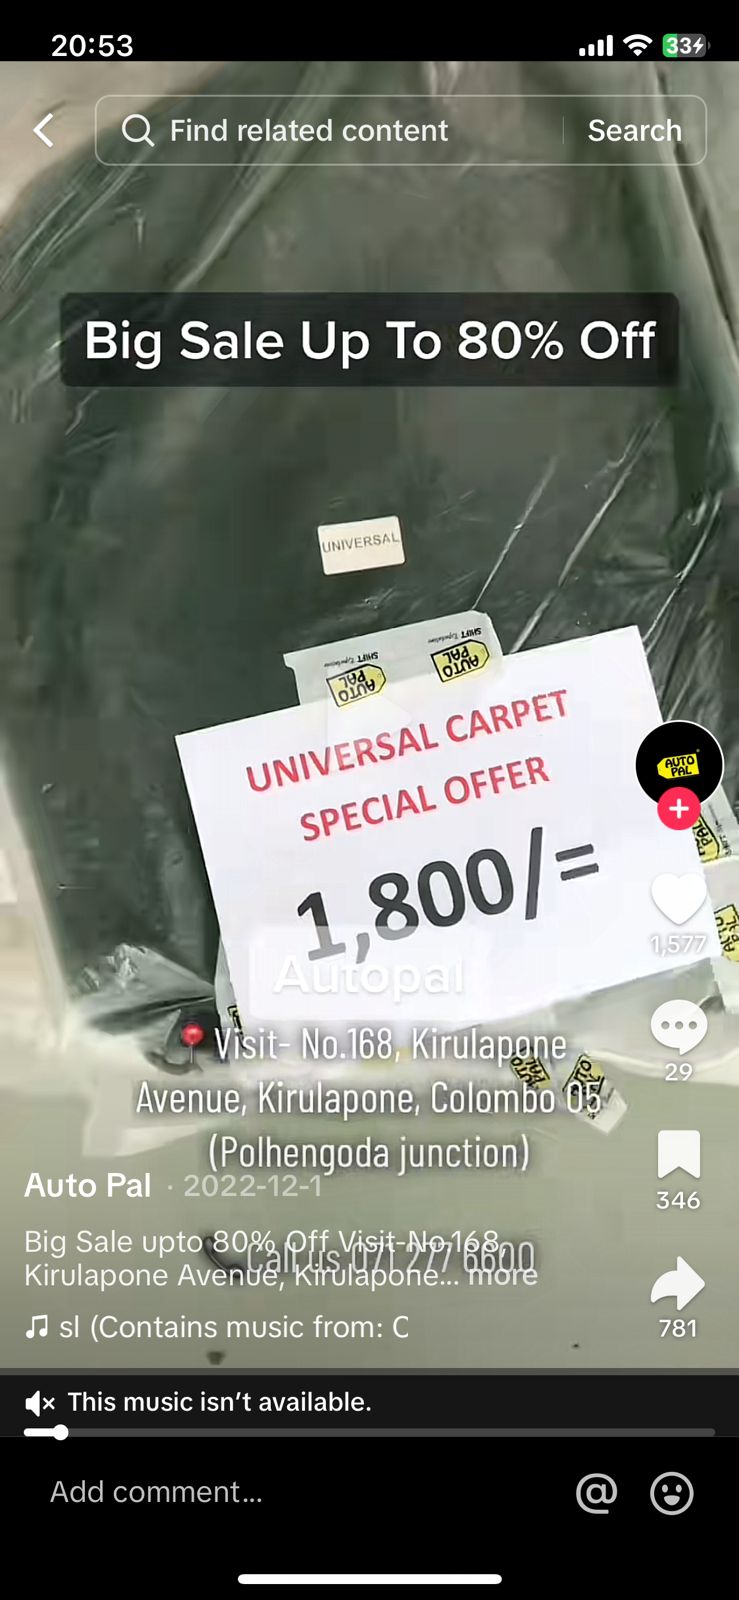 20:53
33
Find related content
Search
Big Sale Up To 80% Off
UNIVERSAL
AUTO PAL
AUTO PAL
UNIVERSAL CARPET
SPECIAL OFFER
1,800/=
AUTO PAL
1,577
Autopal
Visit- No.168, Kirulapone
Avenue, Kirulapone, Colombo 05
(Polhengoda junction)
29
Auto Pal · 2022-12-1
346
Big Sale upto 80% Off Visit-No.168,
Kirulapone Avenue, Kirulapone... more
Call us 071 277 6600
sl (Contains music from: C
781
This music isn’t available.
Add comment...
@